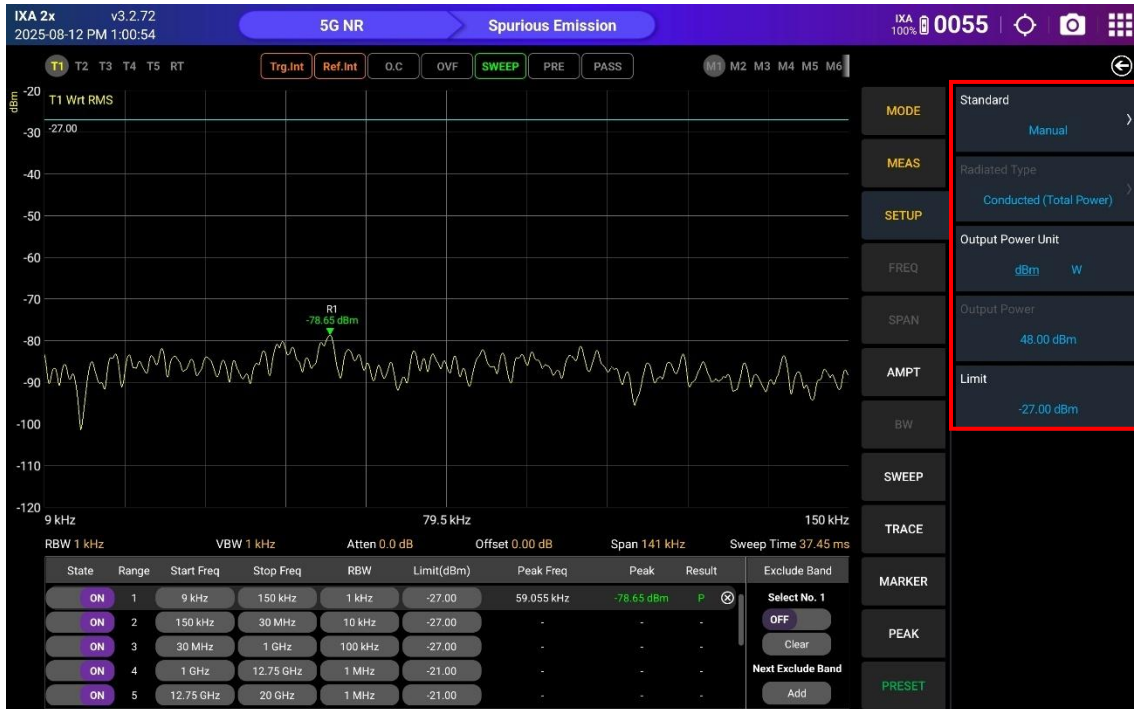 IXA 2x v3.2.72
2025-08-12 PM 1:00:54
5G NR
Spurious Emission
IXA
100%
0055
T1 T2 T3 T4 T5 RT
Trg.Int Ref.Int O.C OVF SWEEP PRE PASS
M1 M2 M3 M4 M5 M6
dBm
-20
-30
-40
-50
-60
-70
-80
-90
-100
-110
-120
T1 Wrt RMS
-27.00
R1
-78.65 dBm
9 kHz 79.5 kHz 150 kHz
RBW 1 kHz VBW 1 kHz Atten 0.0 dB Offset 0.00 dB Span 141 kHz Sweep Time 37.45 ms
State Range Start Freq Stop Freq RBW Limit(dBm) Peak Freq Peak Result Exclude Band
ON 1 9 kHz 150 kHz 1 kHz -27.00 59.055 kHz -78.65 dBm P
ON 2 150 kHz 30 MHz 10 kHz -27.00 - - -
ON 3 30 MHz 1 GHz 100 kHz -27.00 - - -
ON 4 1 GHz 12.75 GHz 1 MHz -21.00 - - -
ON 5 12.75 GHz 20 GHz 1 MHz -21.00 - - -
Select No. 1
OFF
Clear
Next Exclude Band
Add
MODE
MEAS
SETUP
FREQ
SPAN
AMPT
BW
SWEEP
TRACE
MARKER
PEAK
PRESET
Standard
Manual
Radiated Type
Conducted (Total Power)
Output Power Unit
dBm W
Output Power
48.00 dBm
Limit
-27.00 dBm